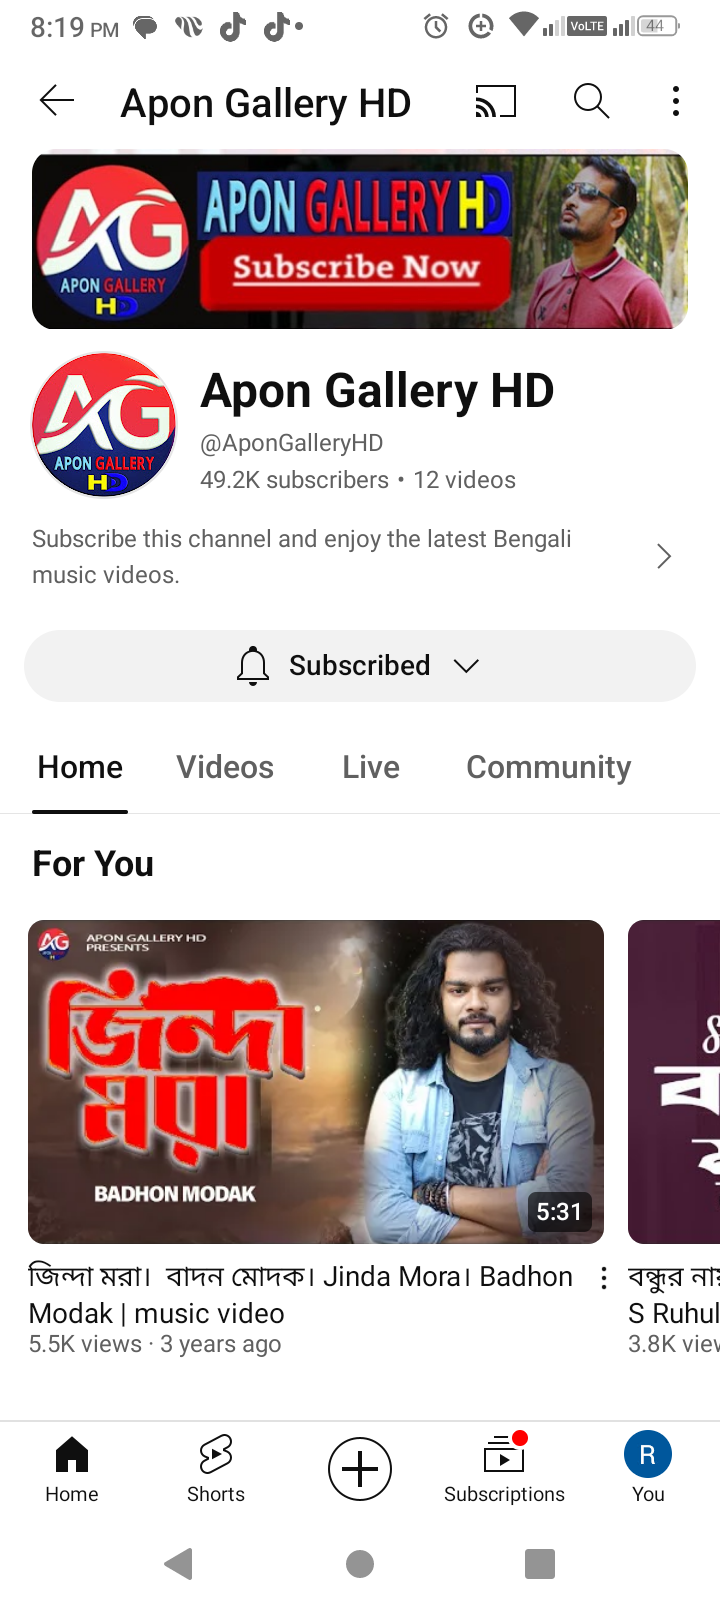 8:19 PM
VoLTE
44
Apon Gallery HD
AG
APON GALLERY
HD
APON GALLERY HD
Subscribe Now
AG
APON GALLERY
HD
Apon Gallery HD
@AponGalleryHD
49.2K subscribers • 12 videos
Subscribe this channel and enjoy the latest Bengali
music videos.
Subscribed
Home Videos Live Community
For You
AG
APON GALLERY HD
PRESENTS
জিন্দা
মরা
BADHON MODAK
5:31
জিন্দা মরা। বাদন মোদক। Jinda Mora। Badhon
Modak | music video
5.5K views · 3 years ago
বন্ধুর
S Ruhul
3.8K
Home Shorts Subscriptions R You